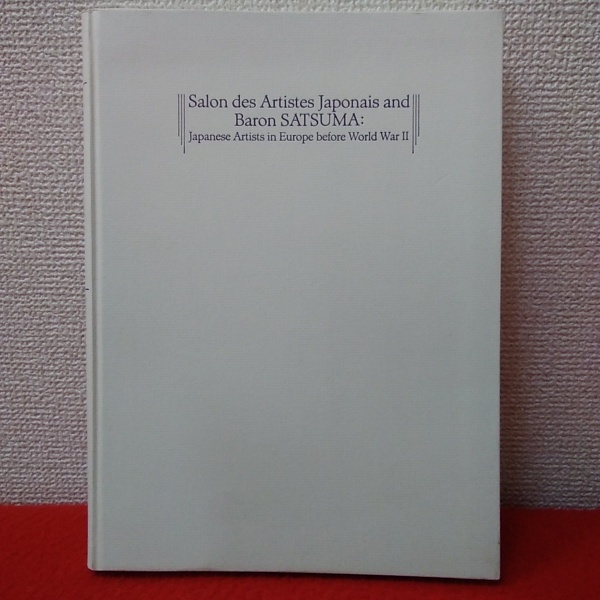 Salon des Artistes Japonais and
Baron SATSUMA:
Japanese Artists in Europe before World War II